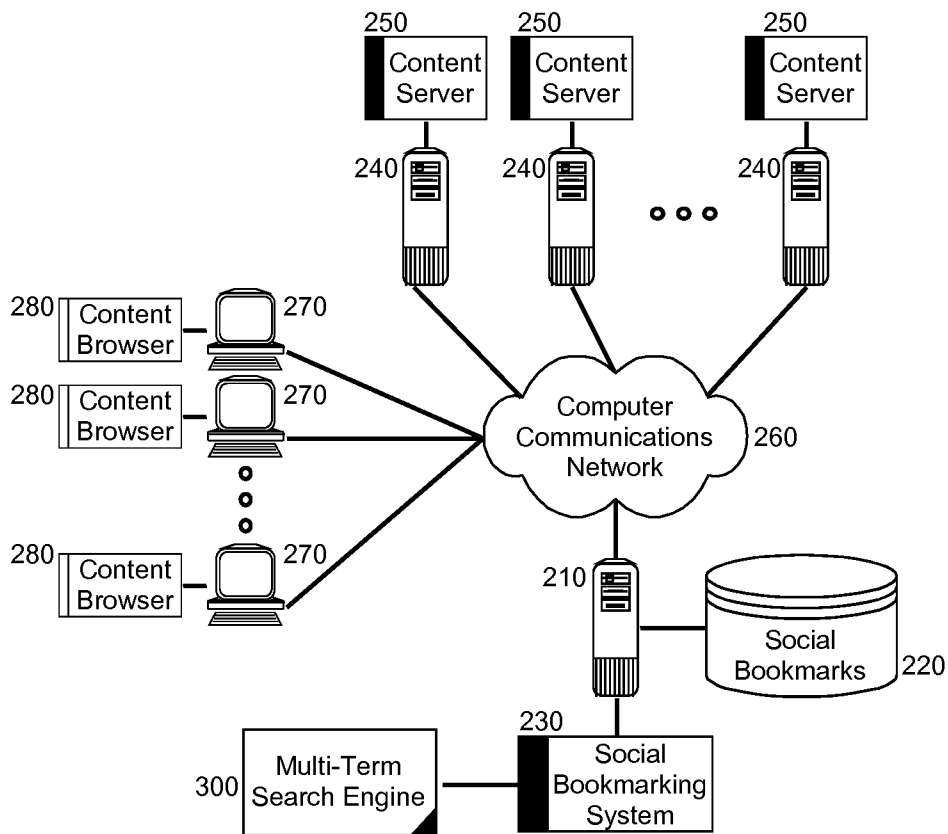 250
250
250
Content
Server
Content
Server
Content
Server
240
240
240
280
Content
Browser
270
280
Content
Browser
270
280
Content
Browser
270
Computer
Communications
Network
260
210
Social
Bookmarks
220
230
Social
Bookmarking
System
300
Multi-Term
Search Engine